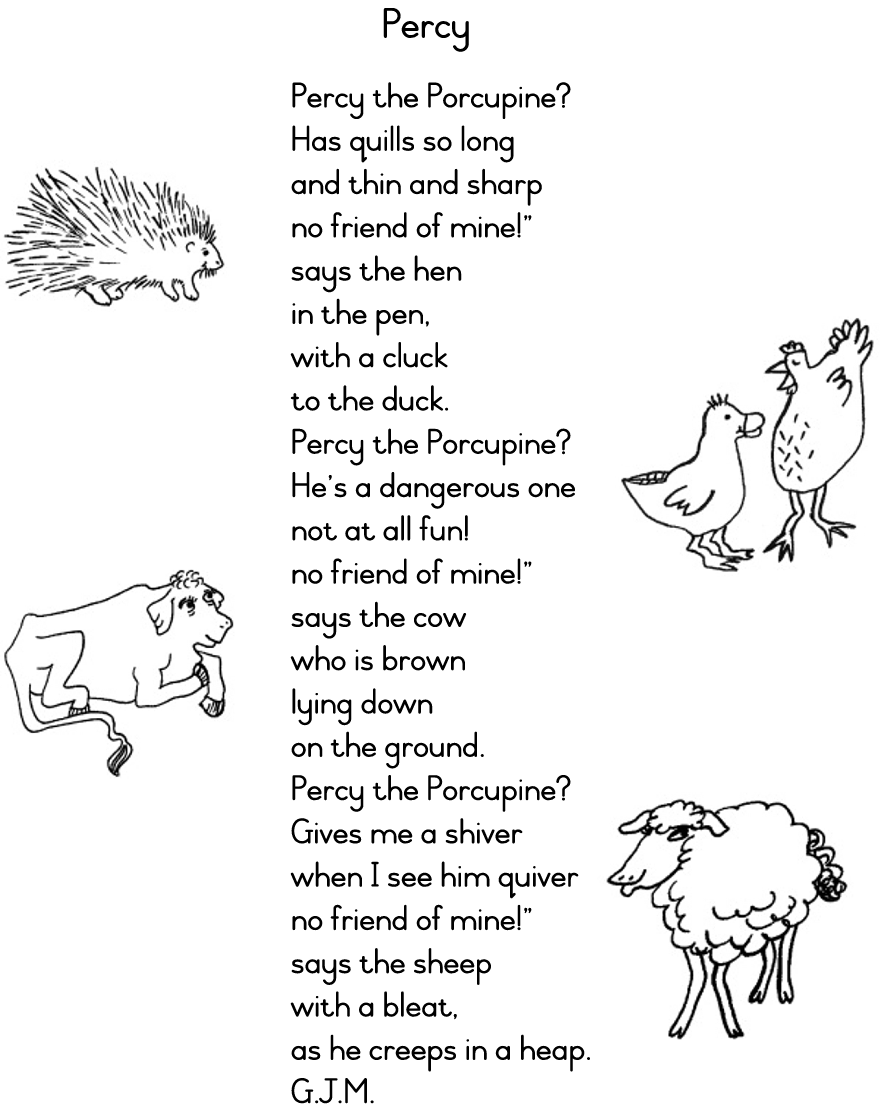 Percy
Percy the Porcupine?
Has quills so long
and thin and sharp
no friend of mine!”
says the hen
in the pen,
with a cluck
to the duck.
Percy the Porcupine?
He’s a dangerous one
not at all fun!
no friend of mine!”
says the cow
who is brown
lying down
on the ground.
Percy the Porcupine?
Gives me a shiver
when I see him quiver
no friend of mine!”
says the sheep
with a bleat,
as he creeps in a heap.
G.J.M.